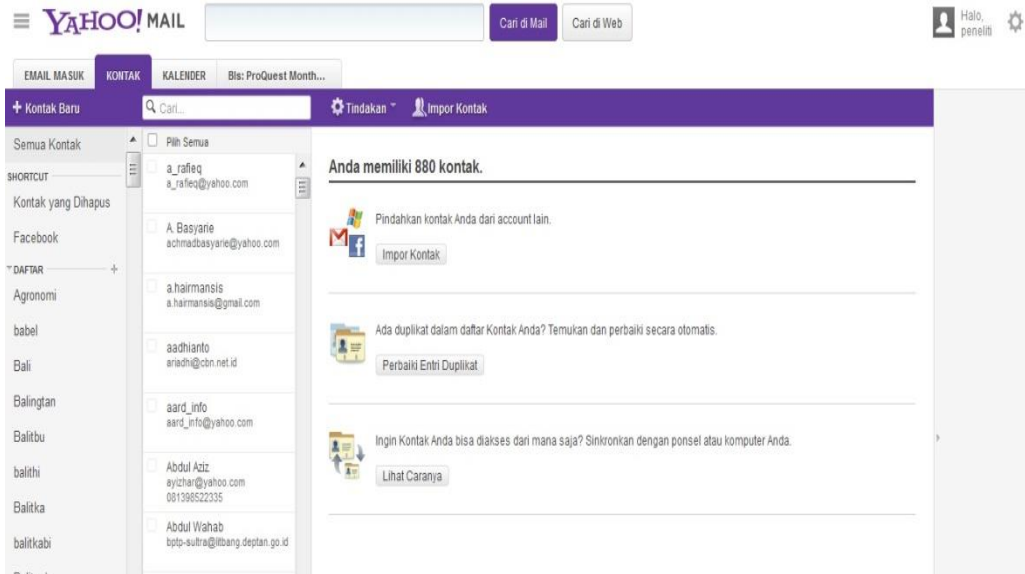 YAHOO! MAIL
Cari di Mail
Cari di Web
Halo,
peneliti
EMAIL MASUK
KONTAK
KALENDER
Bls: ProQuest Month...
+ Kontak Baru
Cari...
Tindakan
Impor Kontak
Semua Kontak
SHORTCUT
Kontak yang Dihapus
Facebook
DAFTAR
Agronomi
babel
Bali
Balingtan
Balitbu
balithi
Balitka
balitkabi
Pilih Semua
a_rafieq
a_rafieq@yahoo.com
A. Basyarie
achmadbasyarie@yahoo.com
a.hairmansis
a.hairmansis@gmail.com
aadhianto
ariadhi@cbn.net.id
aard_info
aard_info@yahoo.com
Abdul Aziz
ayizhar@yahoo.com
081398522335
Abdul Wahab
bptp-sultra@litbang.deptan.go.id
Anda memiliki 880 kontak.
Pindahkan kontak Anda dari account lain.
Impor Kontak
Ada duplikat dalam daftar Kontak Anda? Temukan dan perbaiki secara otomatis.
Perbaiki Entri Duplikat
Ingin Kontak Anda bisa diakses dari mana saja? Sinkronkan dengan ponsel atau komputer Anda.
Lihat Caranya